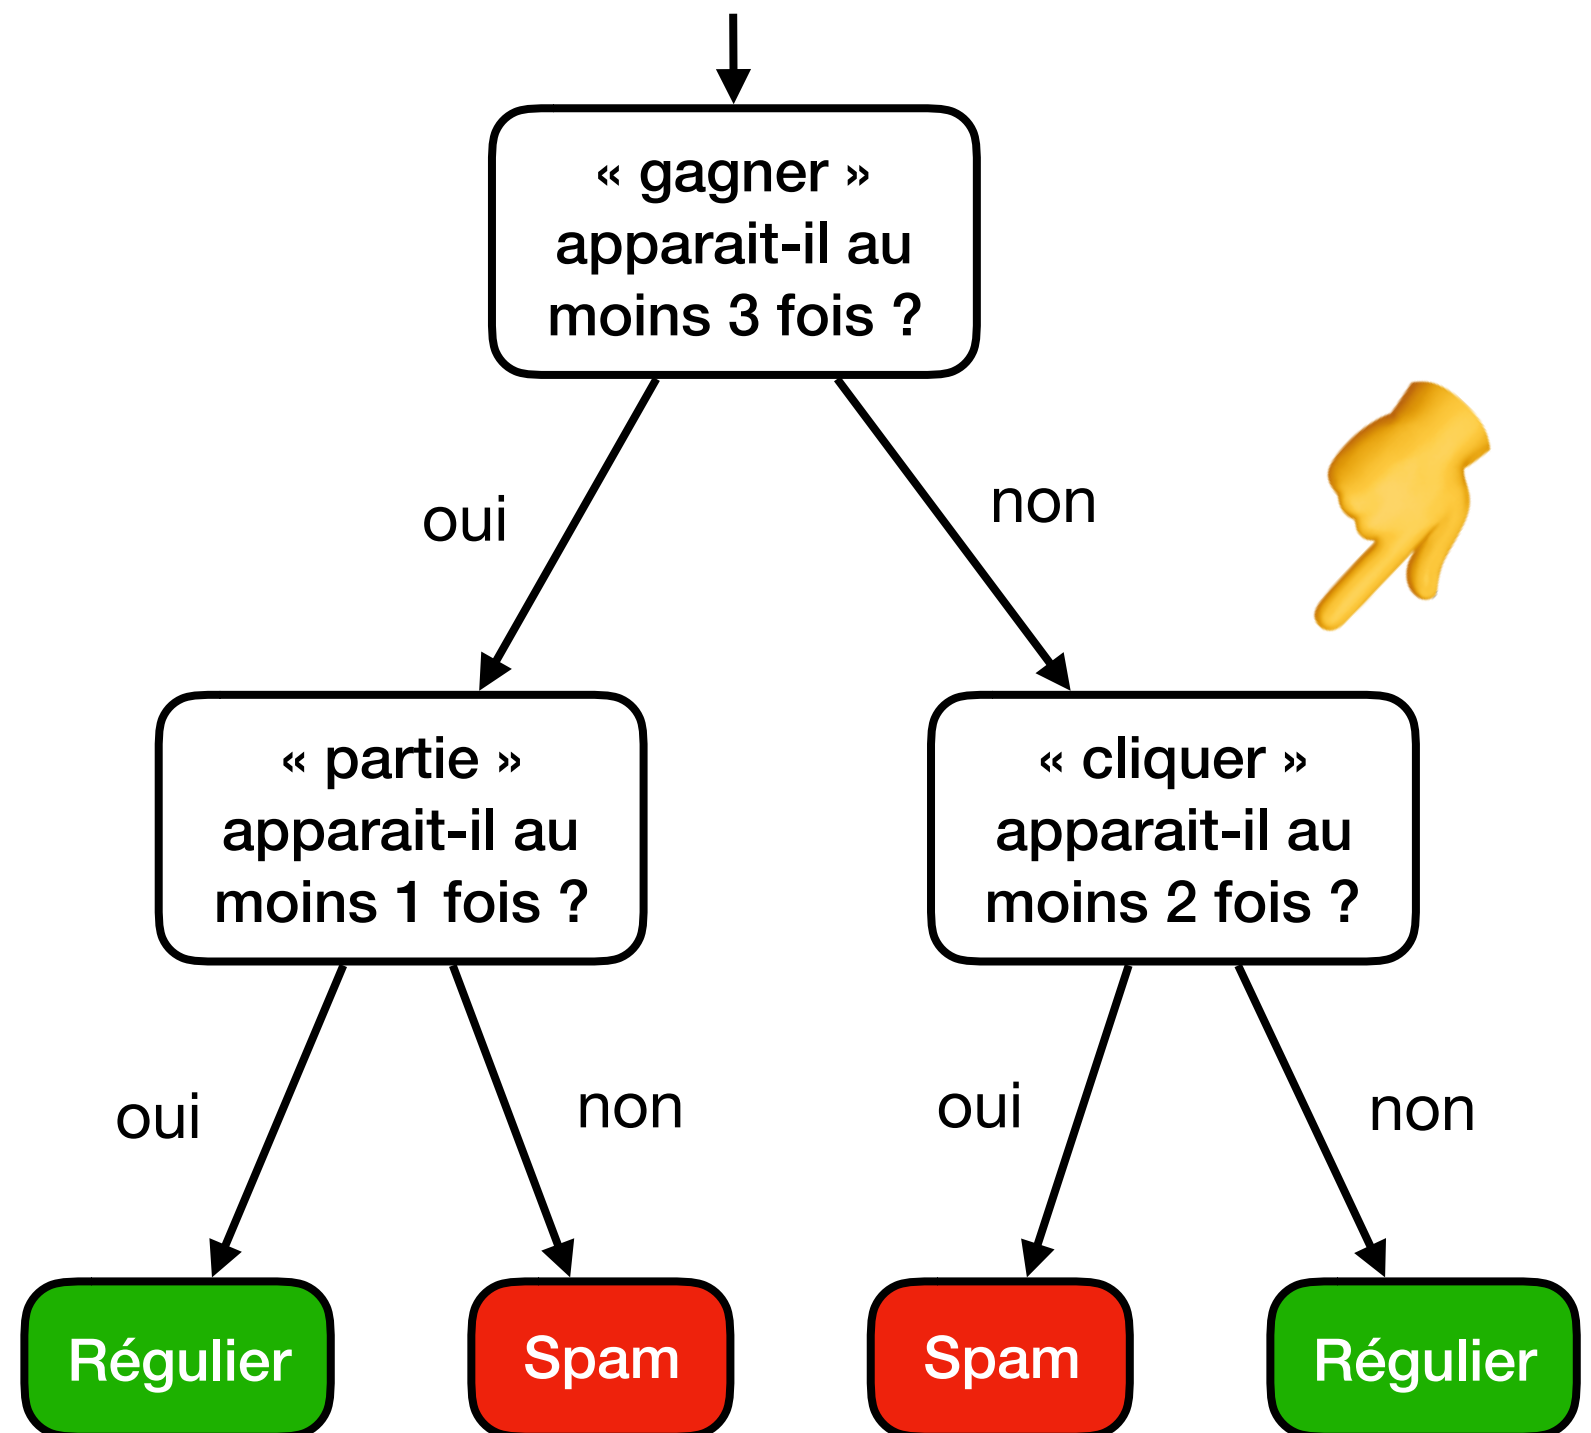 « gagner »
apparait-il au
moins 3 fois ?
oui
non
« partie »
apparait-il au
moins 1 fois ?
« cliquer »
apparait-il au
moins 2 fois ?
oui
non
oui
non
Régulier
Spam
Spam
Régulier